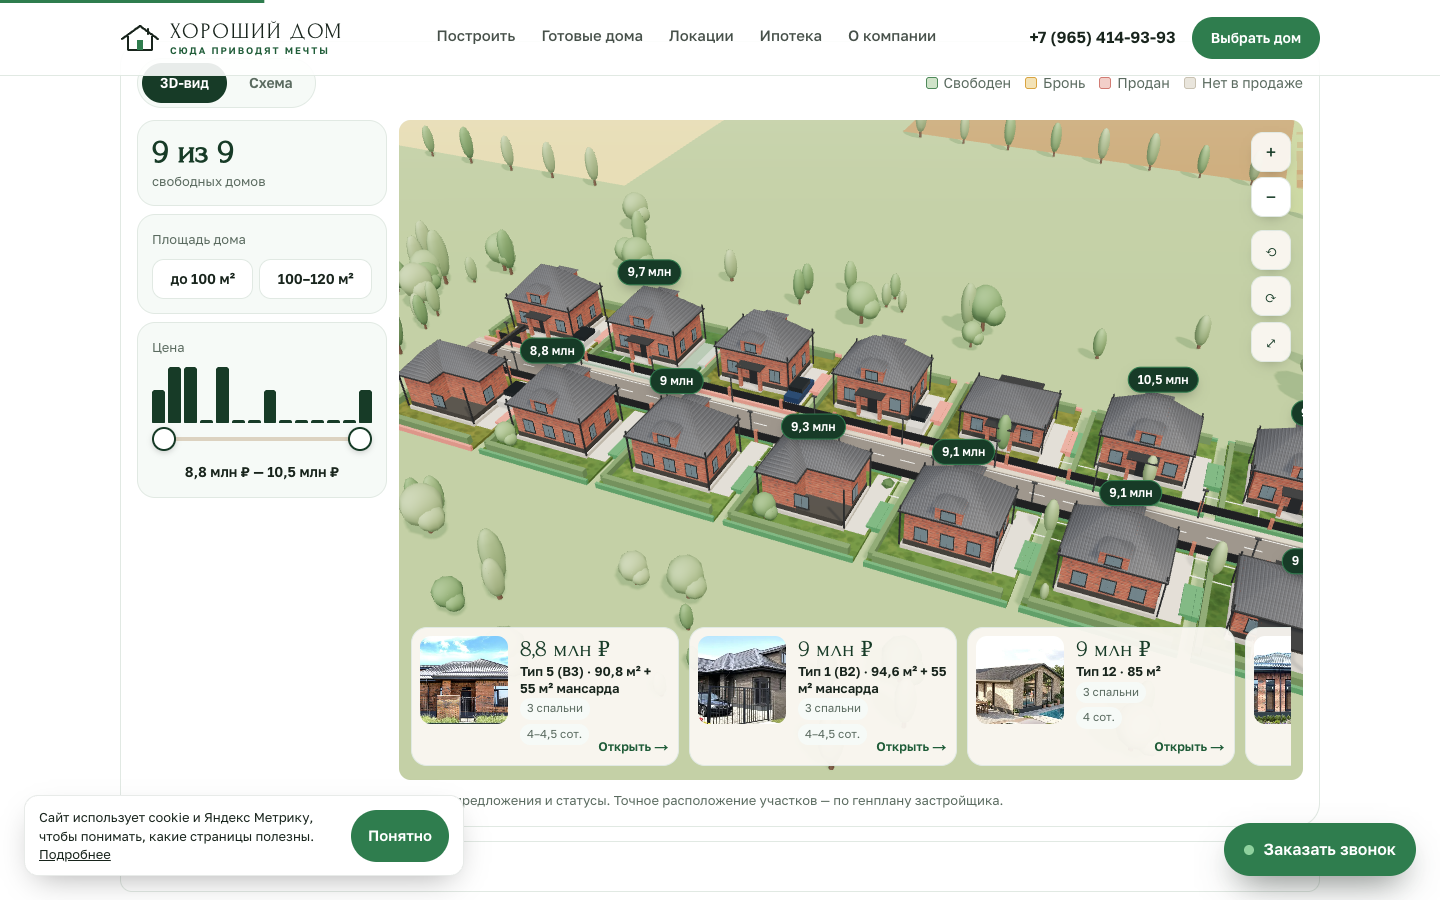 ХОРОШИЙ ДОМ
СЮДА ПРИВОДЯТ МЕЧТЫ
Построить
Готовые дома
Локации
Ипотека
О компании
+7 (965) 414-93-93
Выбрать дом
3D-вид
Схема
Свободен
Бронь
Продан
Нет в продаже
9 из 9
свободных домов
Площадь дома
до 100 м²
100–120 м²
Цена
8,8 млн ₽ — 10,5 млн ₽
+
−
9,7 млн
8,8 млн
9 млн
10,5 млн
9,3 млн
9,1 млн
9,1 млн
9
8,8 млн ₽
Тип 5 (В3) · 90,8 м² +
55 м² мансарда
3 спальни
4–4,5 сот.
Открыть →
9 млн ₽
Тип 1 (В2) · 94,6 м² + 55
м² мансарда
3 спальни
4–4,5 сот.
Открыть →
9 млн ₽
Тип 12 · 85 м²
3 спальни
4 сот.
Открыть →
предложения и статусы. Точное расположение участков — по генплану застройщика.
Сайт использует cookie и Яндекс Метрику,
чтобы понимать, какие страницы полезны.
Подробнее
Понятно
Заказать звонок